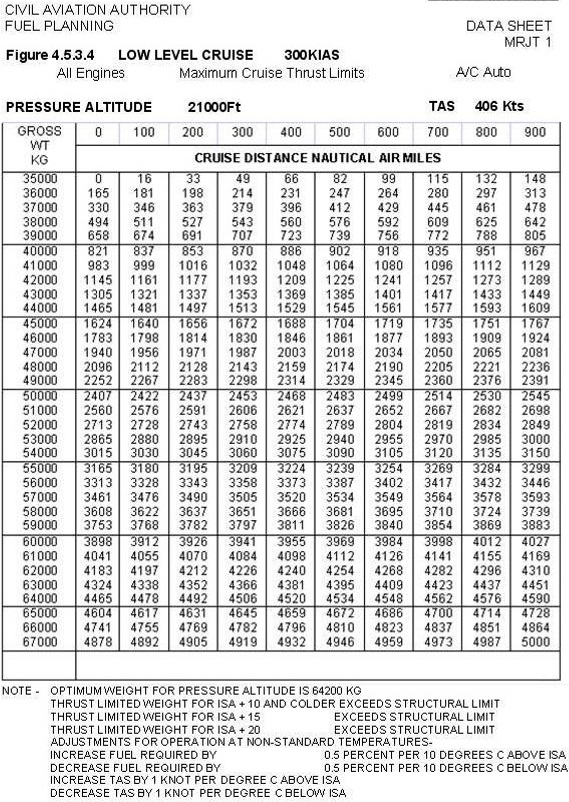 CIVIL AVIATION AUTHORITY
FUEL PLANNING
DATA SHEET
MRJT 1
Figure 4.5.3.4 LOW LEVEL CRUISE 300KIAS
All Engines Maximum Cruise Thrust Limits A/C Auto
PRESSURE ALTITUDE 21000Ft TAS 406 Kts
GROSS WT KG 0 100 200 300 400 500 600 700 800 900
CRUISE DISTANCE NAUTICAL AIR MILES
35000 0 16 33 49 66 82 99 115 132 148
36000 165 181 198 214 231 247 264 280 297 313
37000 330 346 363 379 396 412 429 445 461 478
38000 494 511 527 543 560 576 592 609 625 642
39000 658 674 691 707 723 739 756 772 788 805
40000 821 837 853 870 886 902 918 935 951 967
41000 983 999 1016 1032 1048 1064 1080 1096 1112 1129
42000 1145 1161 1177 1193 1209 1225 1241 1257 1273 1289
43000 1305 1321 1337 1353 1369 1385 1401 1417 1433 1449
44000 1465 1481 1497 1513 1529 1545 1561 1577 1593 1609
45000 1624 1640 1656 1672 1688 1704 1719 1735 1751 1767
46000 1783 1798 1814 1830 1846 1861 1877 1893 1909 1924
47000 1940 1956 1971 1987 2003 2018 2034 2050 2065 2081
48000 2096 2112 2128 2143 2159 2174 2190 2205 2221 2236
49000 2252 2267 2283 2298 2314 2329 2345 2360 2376 2391
50000 2407 2422 2437 2453 2468 2483 2499 2514 2530 2545
51000 2560 2576 2591 2606 2621 2637 2652 2667 2682 2698
52000 2713 2728 2743 2758 2774 2789 2804 2819 2834 2849
53000 2865 2880 2895 2910 2925 2940 2955 2970 2985 3000
54000 3015 3030 3045 3060 3075 3090 3105 3120 3135 3150
55000 3165 3180 3195 3209 3224 3239 3254 3269 3284 3299
56000 3313 3328 3343 3358 3373 3387 3402 3417 3432 3446
57000 3461 3476 3490 3505 3520 3534 3549 3564 3578 3593
58000 3608 3622 3637 3651 3666 3681 3695 3710 3724 3739
59000 3753 3768 3782 3797 3811 3826 3840 3854 3869 3883
60000 3898 3912 3926 3941 3955 3969 3984 3998 4012 4027
61000 4041 4055 4070 4084 4098 4112 4126 4141 4155 4169
62000 4183 4197 4212 4226 4240 4254 4268 4282 4296 4310
63000 4324 4338 4352 4366 4381 4395 4409 4423 4437 4451
64000 4465 4478 4492 4506 4520 4534 4548 4562 4576 4590
65000 4604 4617 4631 4645 4659 4672 4686 4700 4714 4728
66000 4741 4755 4769 4782 4796 4810 4823 4837 4851 4864
67000 4878 4892 4905 4919 4932 4946 4959 4973 4987 5000
NOTE - OPTIMUM WEIGHT FOR PRESSURE ALTITUDE IS 64200 KG
THRUST LIMITED WEIGHT FOR ISA + 10 AND COLDER EXCEEDS STRUCTURAL LIMIT
THRUST LIMITED WEIGHT FOR ISA + 15 EXCEEDS STRUCTURAL LIMIT
THRUST LIMITED WEIGHT FOR ISA + 20 EXCEEDS STRUCTURAL LIMIT
ADJUSTMENTS FOR OPERATION AT NON-STANDARD TEMPERATURES-
INCREASE FUEL REQUIRED BY 0.5 PERCENT PER 10 DEGREES C ABOVE ISA
DECREASE FUEL REQUIRED BY 0.5 PERCENT PER 10 DEGREES C BELOW ISA
INCREASE TAS BY 1 KNOT PER DEGREE C ABOVE ISA
DECREASE TAS BY 1 KNOT PER DEGREE C BELOW ISA